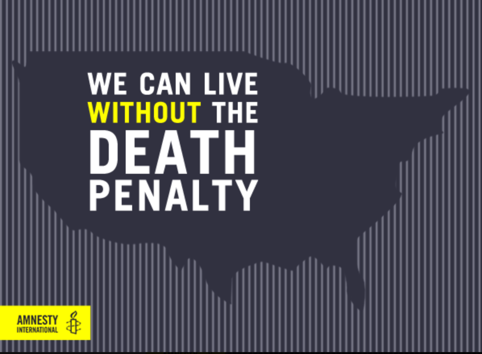 WE CAN LIVE
WITHOUT THE
DEATH
PENALTY
AMNESTY
INTERNATIONAL